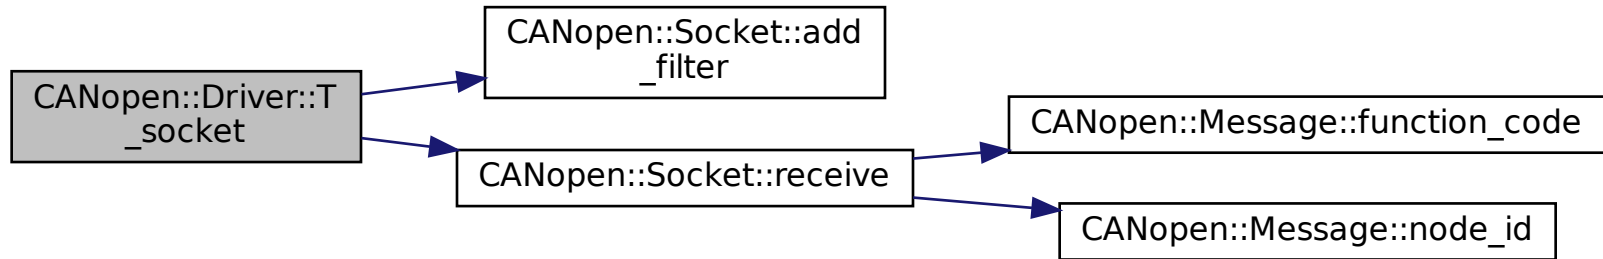 CANopen::Driver::T
_socket
CANopen::Socket::add
_filter
CANopen::Socket::receive
CANopen::Message::function_code
CANopen::Message::node_id